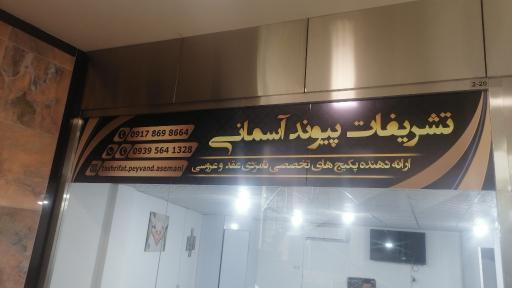 تشریفات پیوند آسمانی
ارائه دهنده پکیج های تخصصی نامزدی عقد و عروسی
0917 869 8664
0939 564 1328
tashrifat.peyvand.asemani
2-20